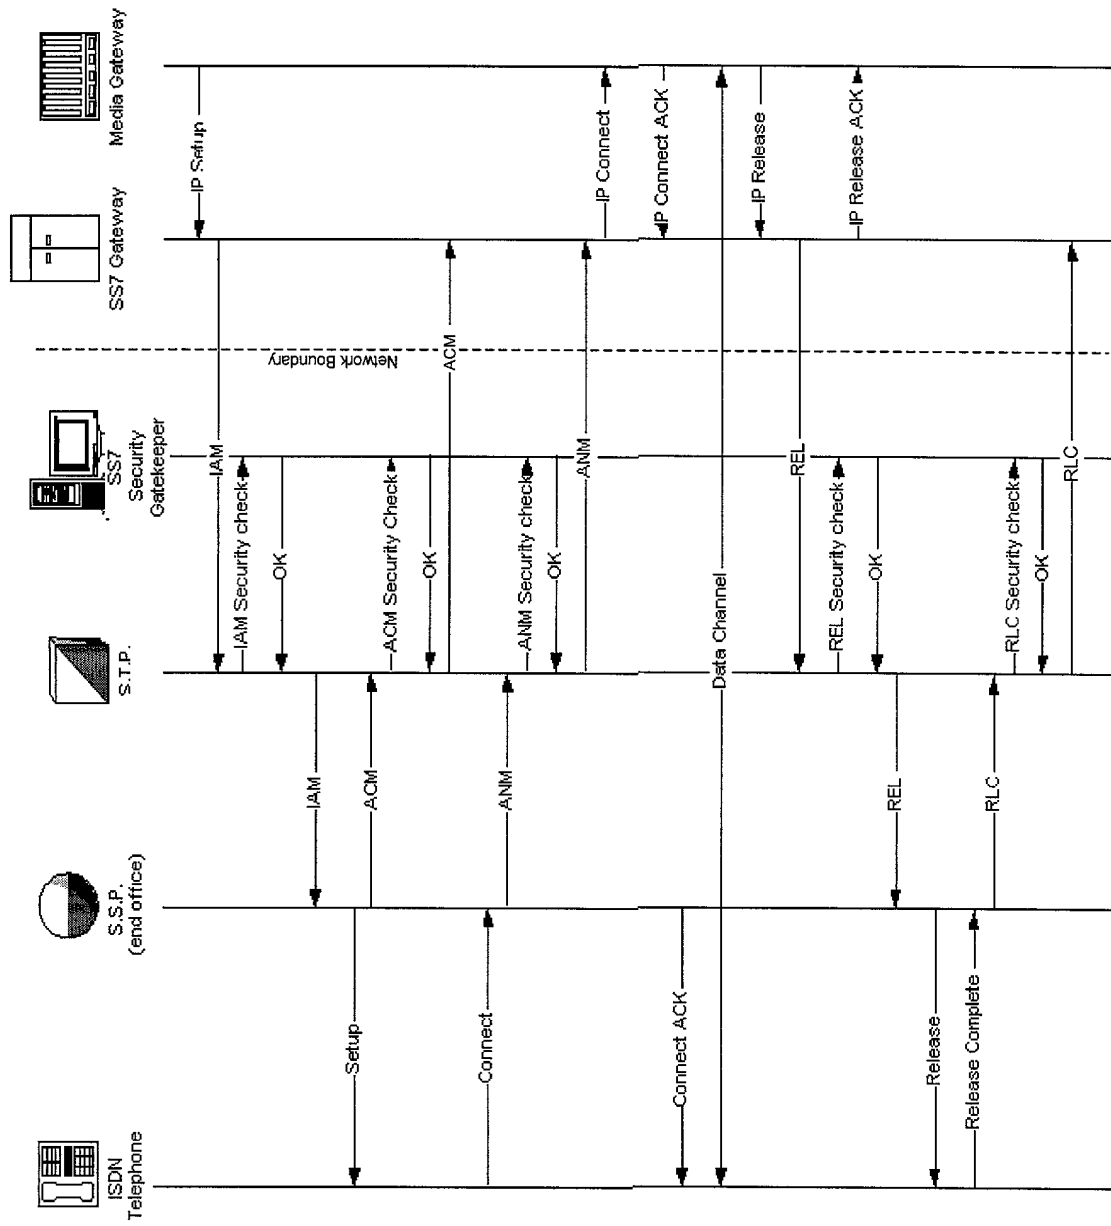 ISDN
Telephone
S.S.P.
(end office)
S.T.P.
SS7
Security
Gatekeeper
SS7 Gateway
Media Gateway
Network Boundary
IP Setup
IAM
IAM Security check
OK
IAM
Setup
ACM
ACM Security Check
OK
ACM
Connect
ANM
ANM Security check
OK
ANM
IP Connect
IP Connect ACK
Connect ACK
Data Channel
IP Release
REL
REL Security check
IP Release ACK
OK
REL
Release
Release Complete
RLC
RLC Security check
OK
RLC